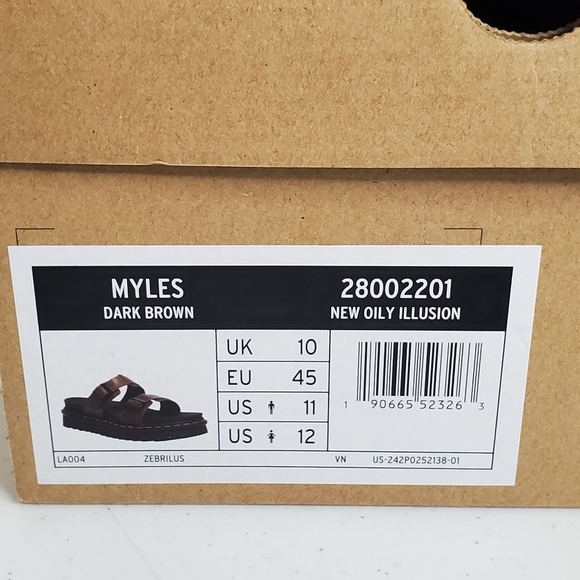 MYLES
DARK BROWN
28002201
NEW OILY ILLUSION
UK 10
EU 45
US 11
US 12
1 90665 52326 3
LA004 ZEBRILUS VN US-242P0252138-01